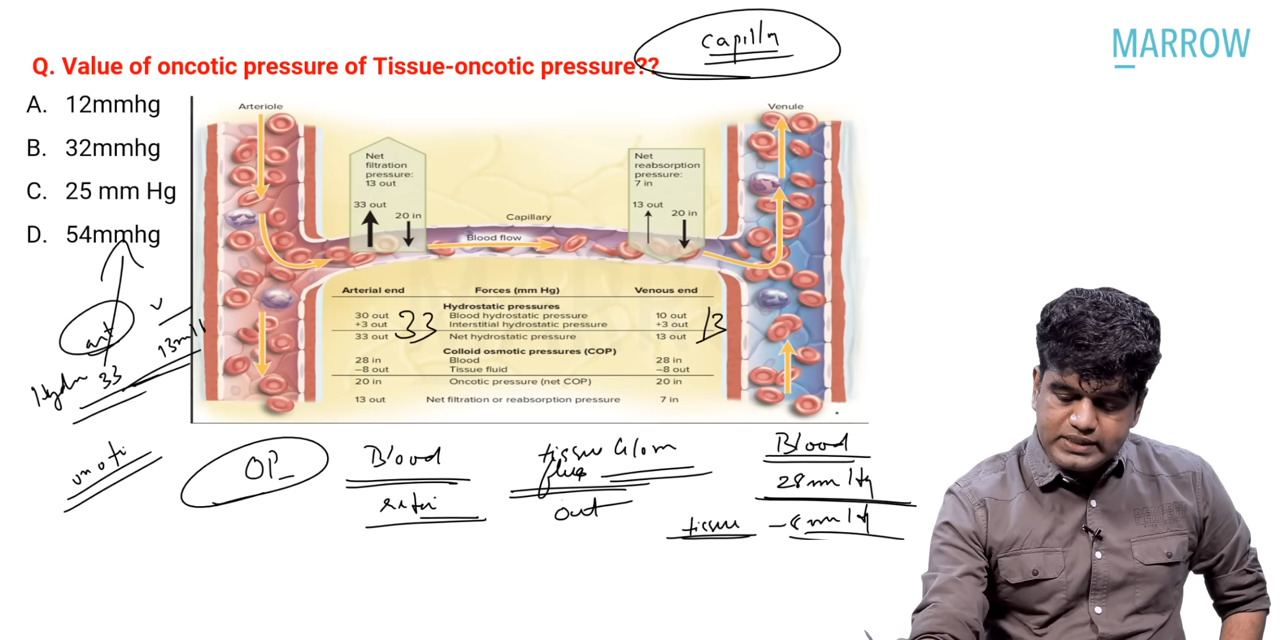 Capilly
MARROW
Q. Value of oncotic pressure of Tissue-oncotic pressure??
A. 12mmhg
B. 32mmhg
C. 25 mm Hg
D. 54mmhg
Arteriole
Venule
Net
filtration
pressure:
13 out
33 out
20 in
Net
reabsorption
pressure:
7 in
13 out
20 in
Capillary
Blood flow
Arterial end Forces (mm Hg) Venous end
Hydrostatic pressures
30 out Blood hydrostatic pressure 10 out
+3 out Interstitial hydrostatic pressure +3 out
33 out Net hydrostatic pressure 13 out
33
13
Colloid osmotic pressures (COP)
28 in Blood 28 in
–8 out Tissue fluid –8 out
20 in Oncotic pressure (net COP) 20 in
13 out Net filtration or reabsorption pressure 7 in
art
33
OP
Blood
tissue Glom
out
Blood
28 mm Hg
tissue